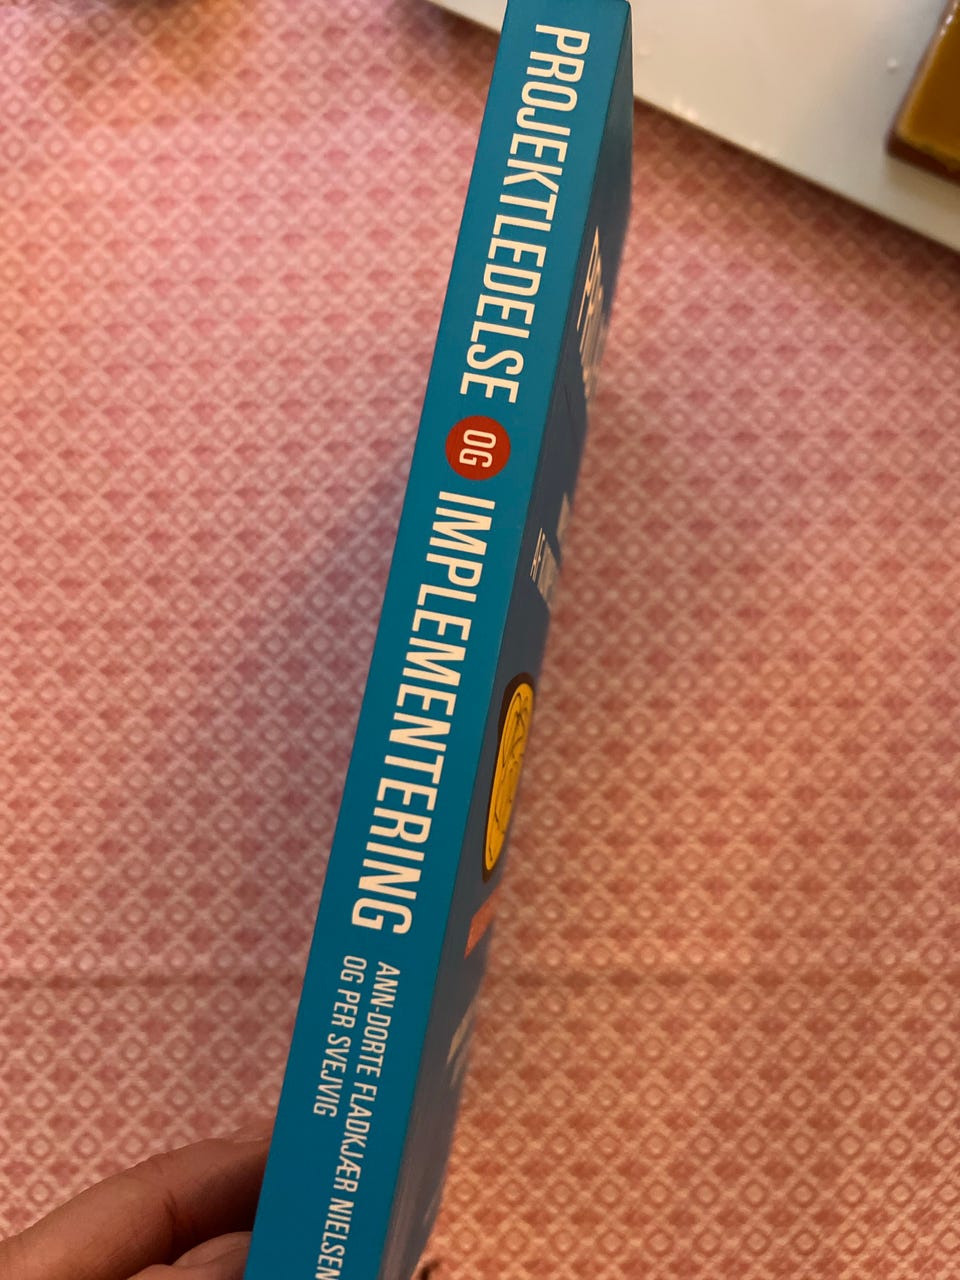 PROJEKTLEDELSE OG IMPLEMENTERING
ANN-DORTE FLADKJÆR NIELSEN
OG PER SVEJVIG